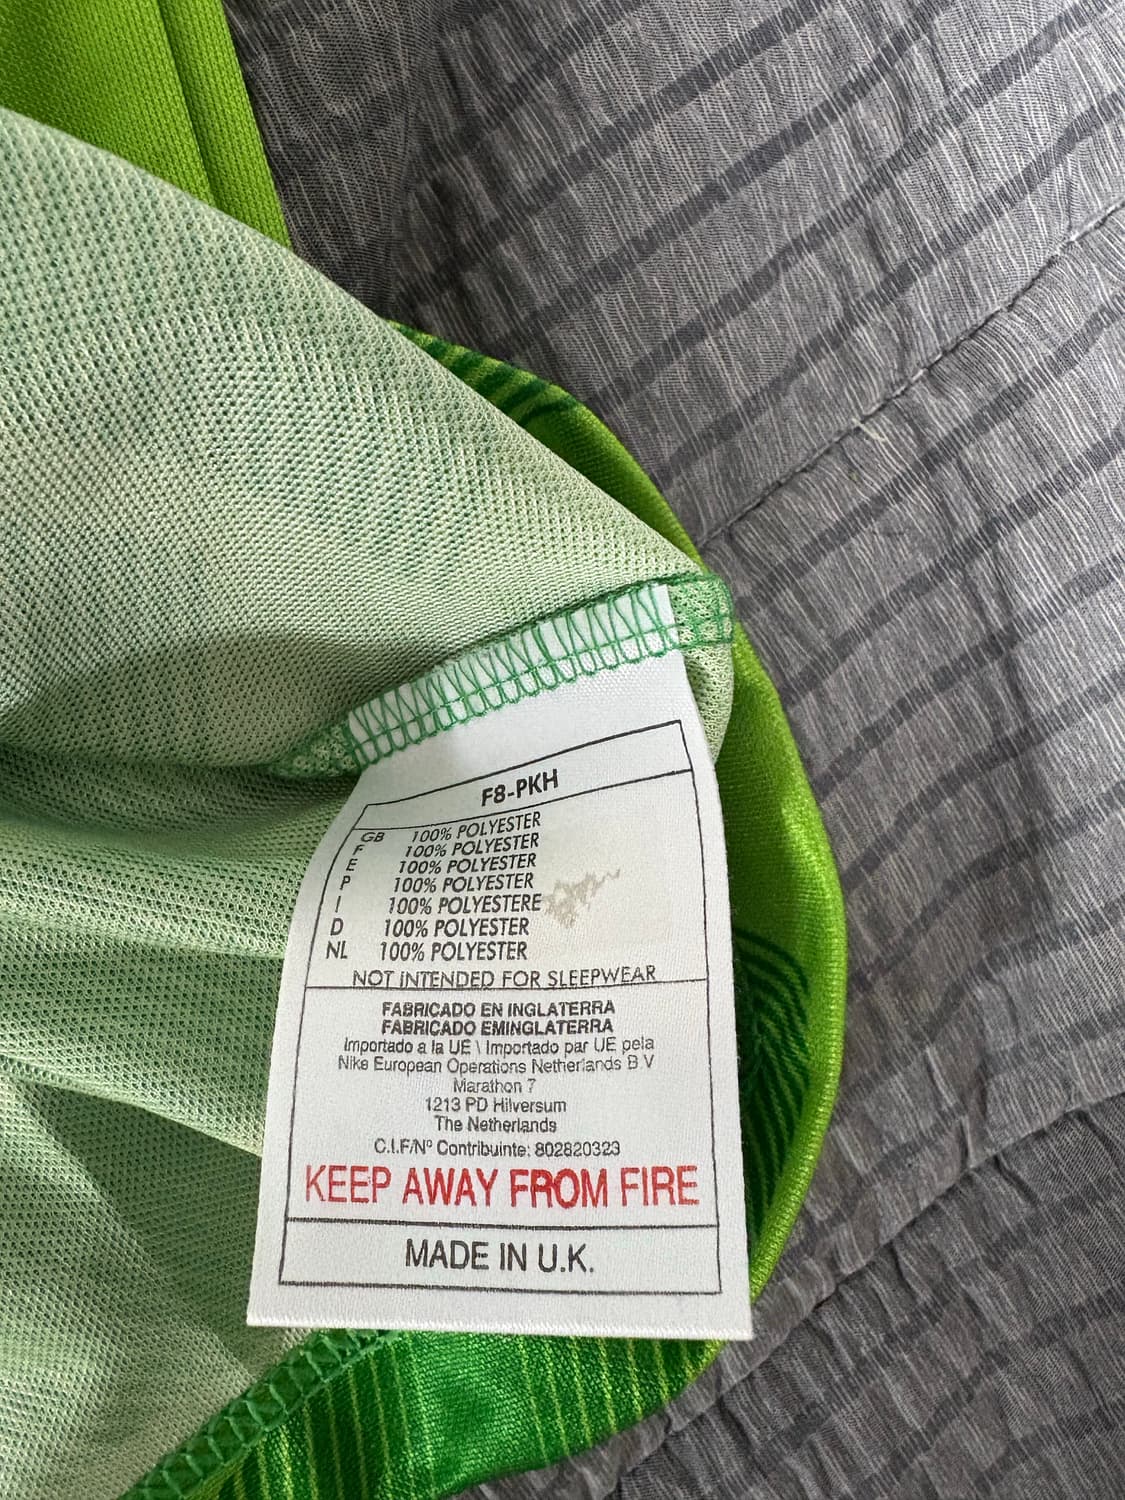 F8-PKH
GB 100% POLYESTER
F 100% POLYESTER
E 100% POLYESTER
P 100% POLYESTER
I 100% POLYESTERE
D 100% POLYESTER
NL 100% POLYESTER
NOT INTENDED FOR SLEEPWEAR
FABRICADO EN INGLATERRA
FABRICADO EMINGLATERRA
Importado a la UE \ Importado par UE pela
Nike European Operations Netherlands B.V
Marathon 7
1213 PD Hilversum
The Netherlands
C.I.F/Nº Contribuinte: 802820323
KEEP AWAY FROM FIRE
MADE IN U.K.